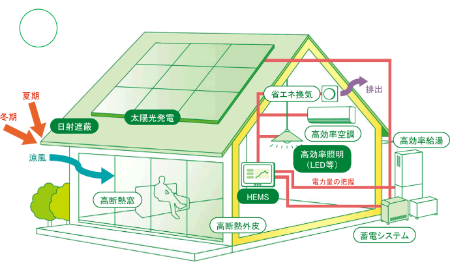 夏期
冬期
日射遮蔽
涼風
太陽光発電
省エネ換気
排出
高効率空調
高効率照明
(LED等)
高効率給湯
電力量の把握
HEMS
高断熱窓
高断熱外皮
蓄電システム